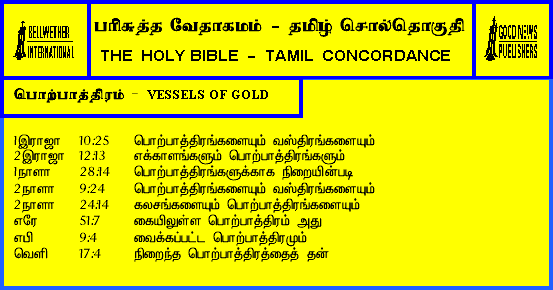 BELLWETHER
INTERNATIONAL
பரிசுத்த வேதாகமம் - தமிழ் சொல்தொகுதி
THE HOLY BIBLE - TAMIL CONCORDANCE
GOOD NEWS
PUBLISHERS
பொற்பாத்திரம் - VESSELS OF GOLD
1இராஜா 10:25 பொற்பாத்திரங்களையும் வஸ்திரங்களையும்
2இராஜா 12:13 எக்காளங்களும் பொற்பாத்திரங்களும்
1நாளா 28:14 பொற்பாத்திரங்களுக்காக நிறையின்படி
2நாளா 9:24 பொற்பாத்திரங்களையும் வஸ்திரங்களையும்
2நாளா 24:14 கலசங்களையும் பொற்பாத்திரங்களையும்
எரே 51:7 கையிலுள்ள பொற்பாத்திரம் அது
எபி 9:4 வைக்கப்பட்ட பொற்பாத்திரமும்
வெளி 17:4 நிறைந்த பொற்பாத்திரத்தைத் தன்